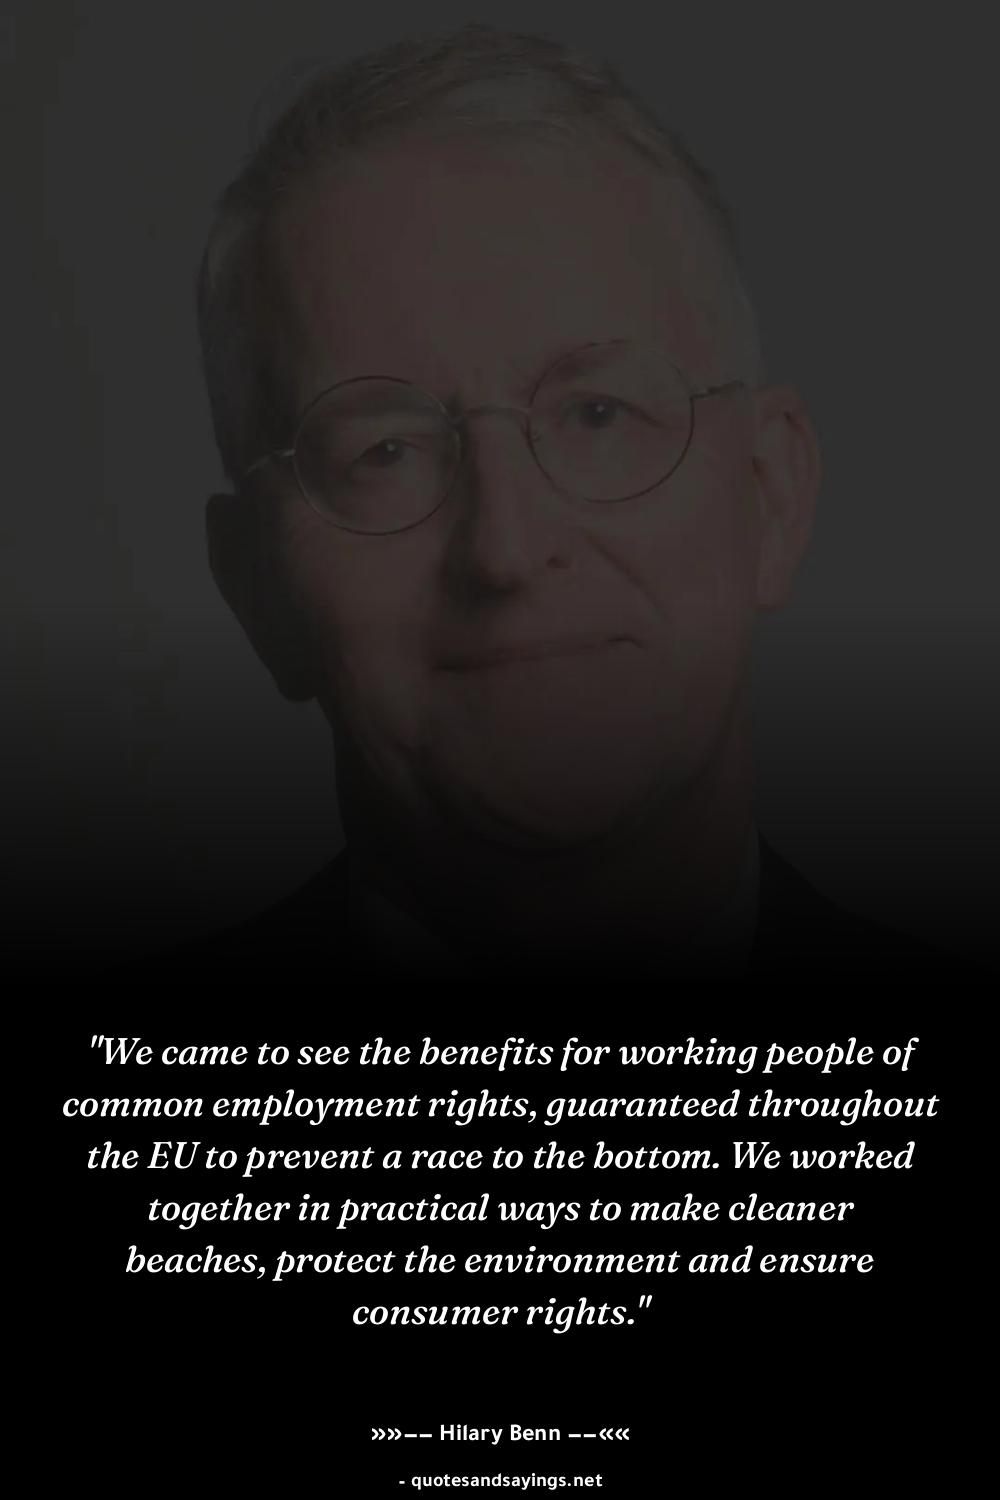 "We came to see the benefits for working people of
common employment rights, guaranteed throughout
the EU to prevent a race to the bottom. We worked
together in practical ways to make cleaner
beaches, protect the environment and ensure
consumer rights."
»»–– Hilary Benn ––««
- quotesandsayings.net